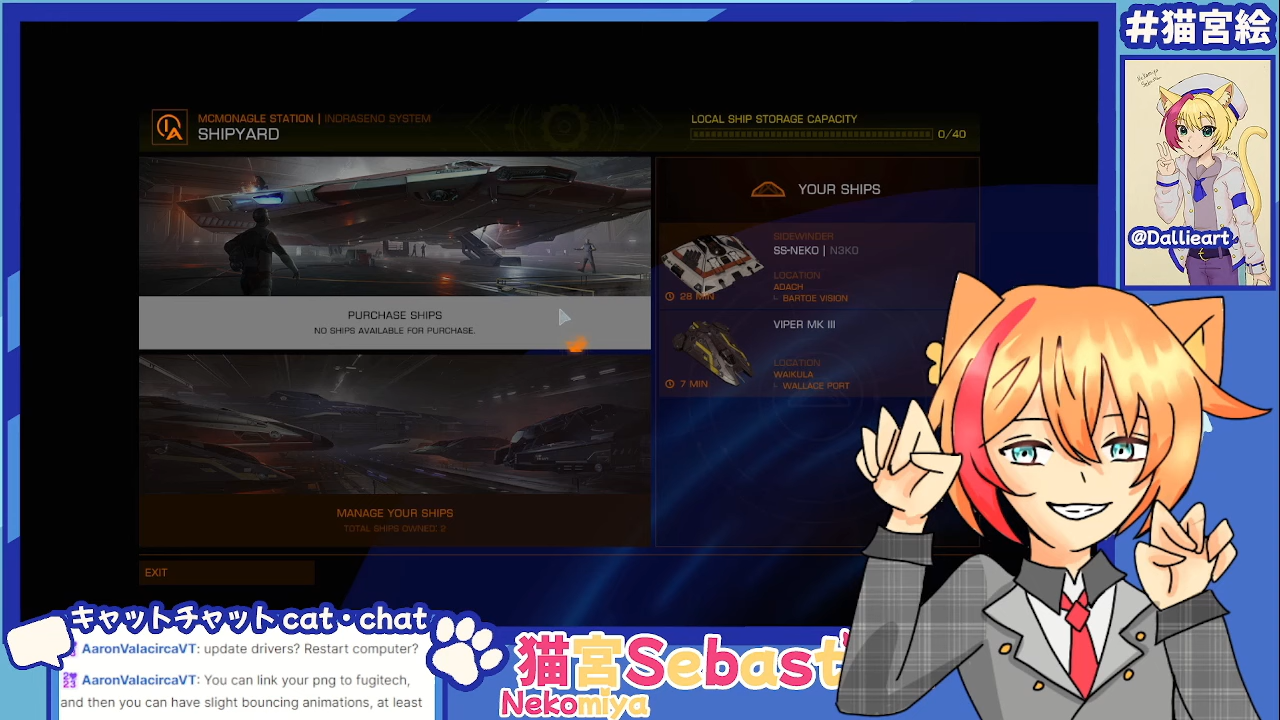 #猫宮絵
Nekomiya
Sebastian
@Dallieart
MCMONAGLE STATION | INDRASENO SYSTEM
SHIPYARD
LOCAL SHIP STORAGE CAPACITY
0/40
YOUR SHIPS
SIDEWINDER
SS-NEKO | N3KO
LOCATION
ADACH
BARTOE VISION
28 MIN
VIPER MK III
LOCATION
WAIKULA
WALLACE PORT
7 MIN
PURCHASE SHIPS
NO SHIPS AVAILABLE FOR PURCHASE.
MANAGE YOUR SHIPS
TOTAL SHIPS OWNED: 2
EXIT
キャットチャット cat・chat
AaronValacircaVT: update drivers? Restart computer?
AaronValacircaVT: You can link your png to fugitech,
and then you can have slight bouncing animations, at least
猫宮Sebast
Nekomiya